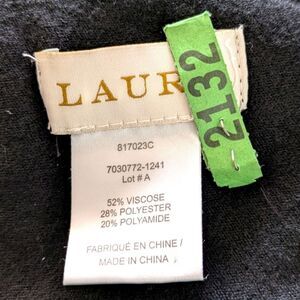 LAUR
2132
817023C
7030772-1241
Lot # A
52% VISCOSE
28% POLYESTER
20% POLYAMIDE
FABRIQUÉ EN CHINE /
MADE IN CHINA